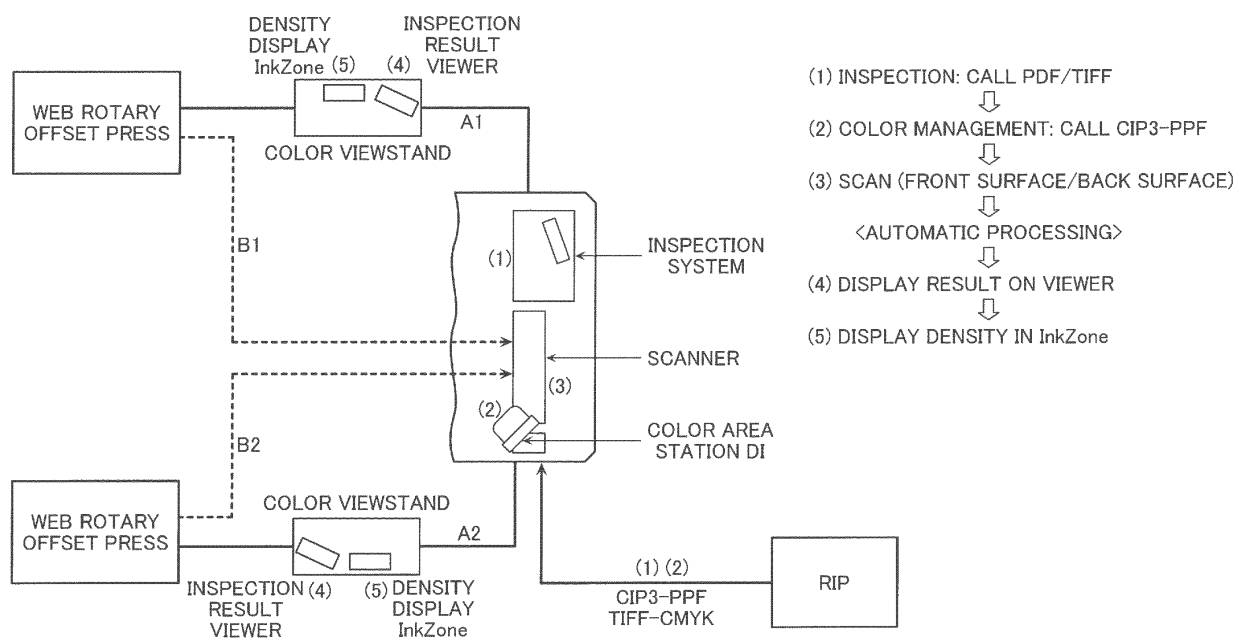 DENSITY
DISPLAY
InkZone (5)
(4)
INSPECTION
RESULT
VIEWER
WEB ROTARY
OFFSET PRESS
COLOR VIEWSTAND
A1
B1
(1)
INSPECTION
SYSTEM
SCANNER
(3)
(2)
COLOR AREA
STATION DI
B2
WEB ROTARY
OFFSET PRESS
COLOR VIEWSTAND
A2
INSPECTION (4)
RESULT
VIEWER
(5) DENSITY
DISPLAY
InkZone
(1) (2)
CIP3-PPF
TIFF-CMYK
RIP
(1) INSPECTION: CALL PDF/TIFF
(2) COLOR MANAGEMENT: CALL CIP3-PPF
(3) SCAN (FRONT SURFACE/BACK SURFACE)
<AUTOMATIC PROCESSING>
(4) DISPLAY RESULT ON VIEWER
(5) DISPLAY DENSITY IN InkZone